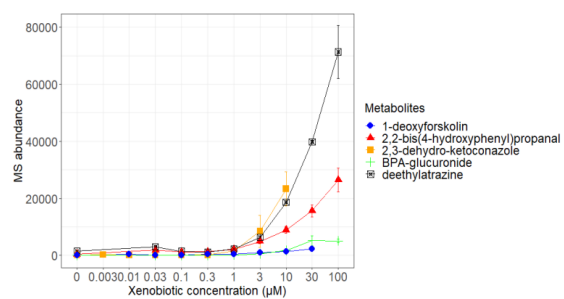 80000
60000
40000
20000
0
MS abundance
0 0.003 0.01 0.03 0.1 0.3 1 3 10 30 100
Xenobiotic concentration (µM)
Metabolites
1-deoxyforskolin
2,2-bis(4-hydroxyphenyl)propanal
2,3-dehydro-ketoconazole
BPA-glucuronide
deethylatrazine